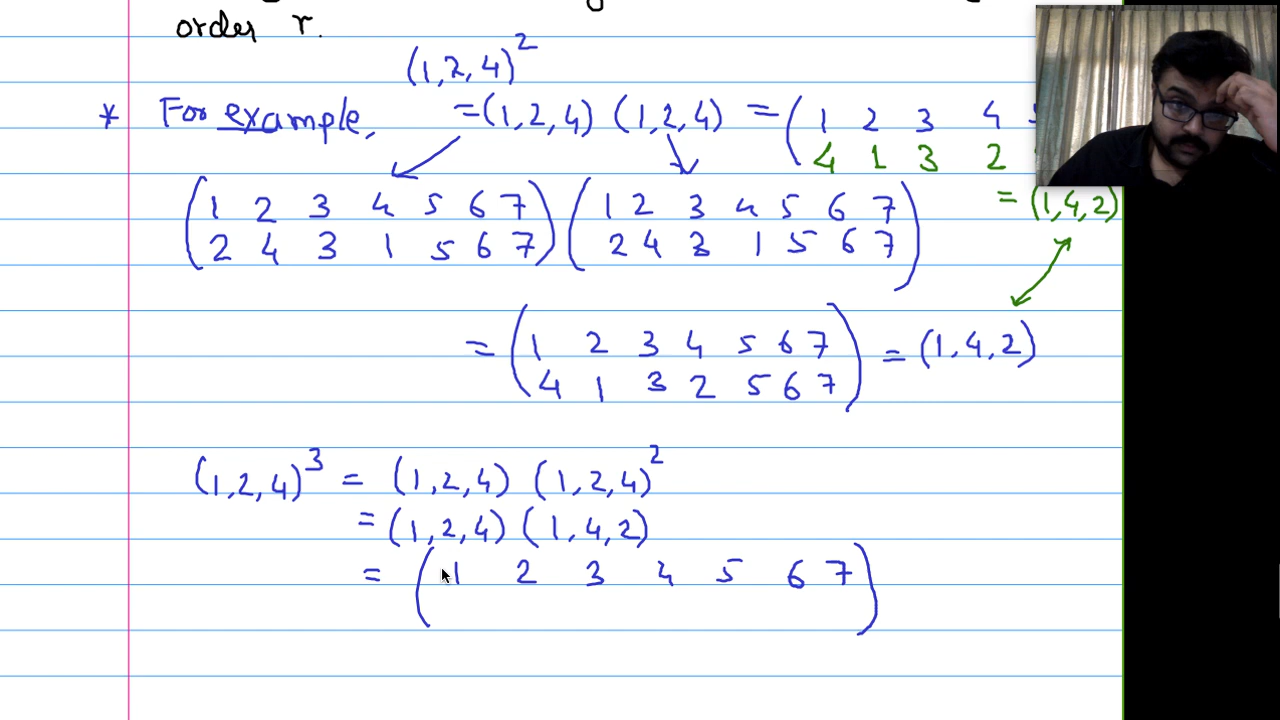 order r.
(1,2,4)^2
* For example, =(1,2,4) (1,2,4) = ( 1 2 3 4
4 1 3 2
= (1,4,2)
( 1 2 3 4 5 6 7 ) ( 1 2 3 4 5 6 7 )
( 2 4 3 1 5 6 7 ) ( 2 4 3 1 5 6 7 )
= ( 1 2 3 4 5 6 7 ) = (1,4,2)
( 4 1 3 2 5 6 7 )
(1,2,4)^3 = (1,2,4) (1,2,4)^2
= (1,2,4) (1,4,2)
= ( 1 2 3 4 5 6 7 )